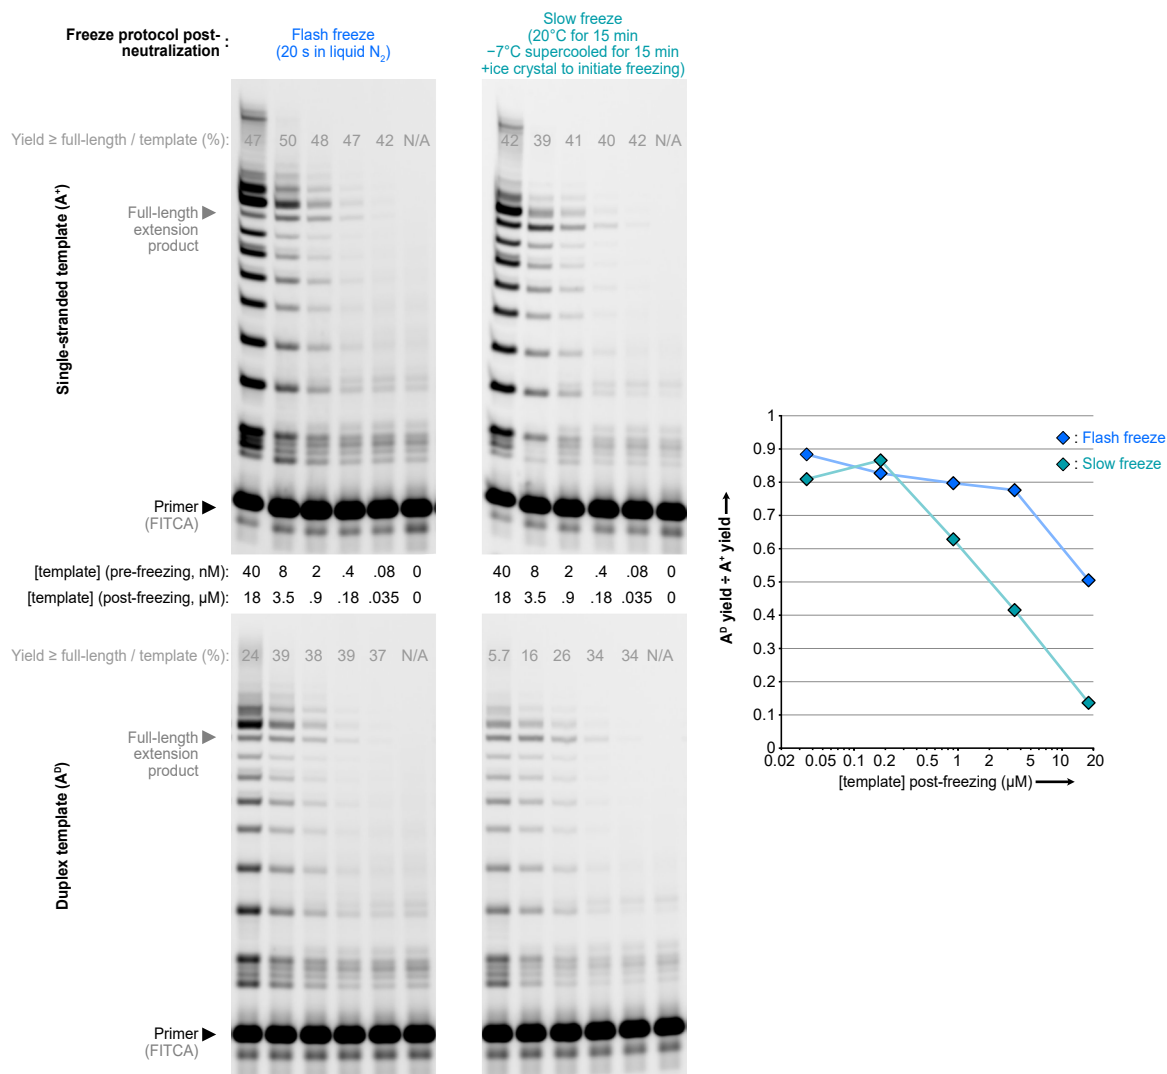 Freeze protocol post-
neutralization :
Flash freeze
(20 s in liquid N₂)
Slow freeze
(20°C for 15 min
−7°C supercooled for 15 min
+ice crystal to initiate freezing)
Single-stranded template (A⁺)
Yield ≥ full-length / template (%):
47 50 48 47 42 N/A
42 39 41 40 42 N/A
Full-length ▶
extension
product
Primer ▶
(FITCA)
[template] (pre-freezing, nM): 40 8 2 .4 .08 0
40 8 2 .4 .08 0
[template] (post-freezing, µM): 18 3.5 .9 .18 .035 0
18 3.5 .9 .18 .035 0
Duplex template (Aᴰ)
Yield ≥ full-length / template (%):
24 39 38 39 37 N/A
5.7 16 26 34 34 N/A
Full-length ▶
extension
product
Primer ▶
(FITCA)
: Flash freeze
: Slow freeze
Aᴰ yield ÷ A⁺ yield
1
0.9
0.8
0.7
0.6
0.5
0.4
0.3
0.2
0.1
0
0.02 0.05 0.1 0.2 0.5 1 2 5 10 20
[template] post-freezing (µM)